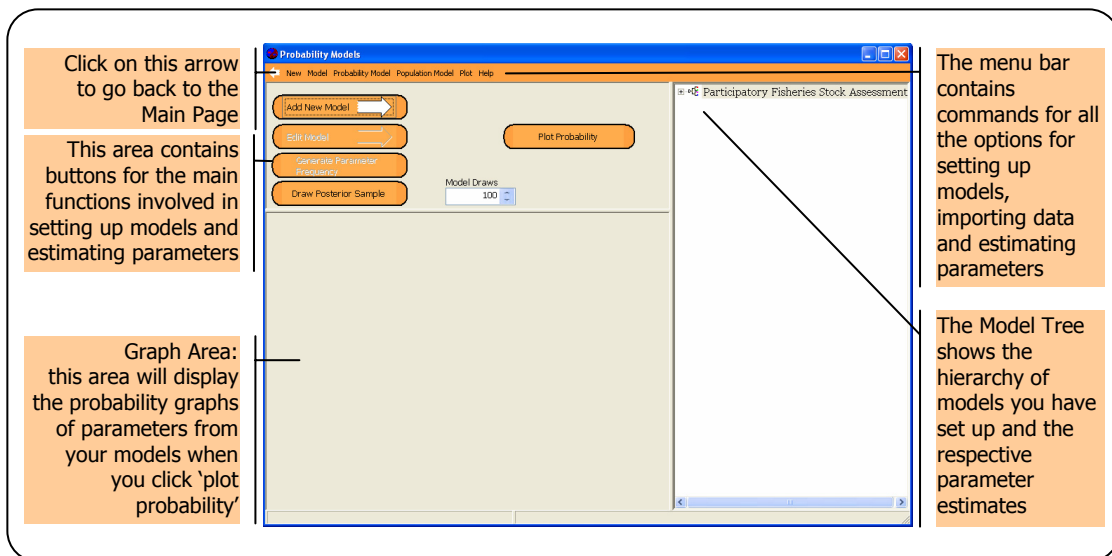 Click on this arrow
to go back to the
Main Page
This area contains
buttons for the main
functions involved in
setting up models and
estimating parameters
Graph Area:
this area will display
the probability graphs
of parameters from
your models when
you click ‘plot
probability’
Probability Models
New Model Probability Model Population Model Plot Help
Add New Model
Edit Model
Generate Parameter
Frequency
Draw Posterior Sample
Plot Probability
Model Draws
100
Participatory Fisheries Stock Assessment
The menu bar
contains
commands for all
the options for
setting up
models,
importing data
and estimating
parameters
The Model Tree
shows the
hierarchy of
models you have
set up and the
respective
parameter
estimates